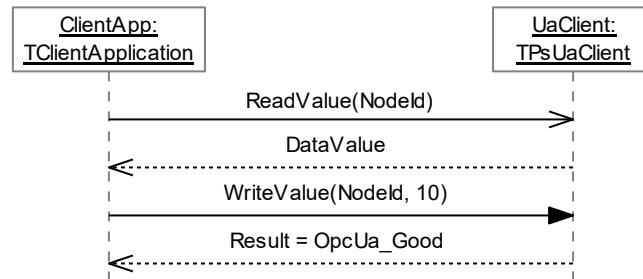 ClientApp:
TClientApplication
UaClient:
TPsUaClient
ReadValue(NodeId)
DataValue
WriteValue(NodeId, 10)
Result = OpcUa_Good